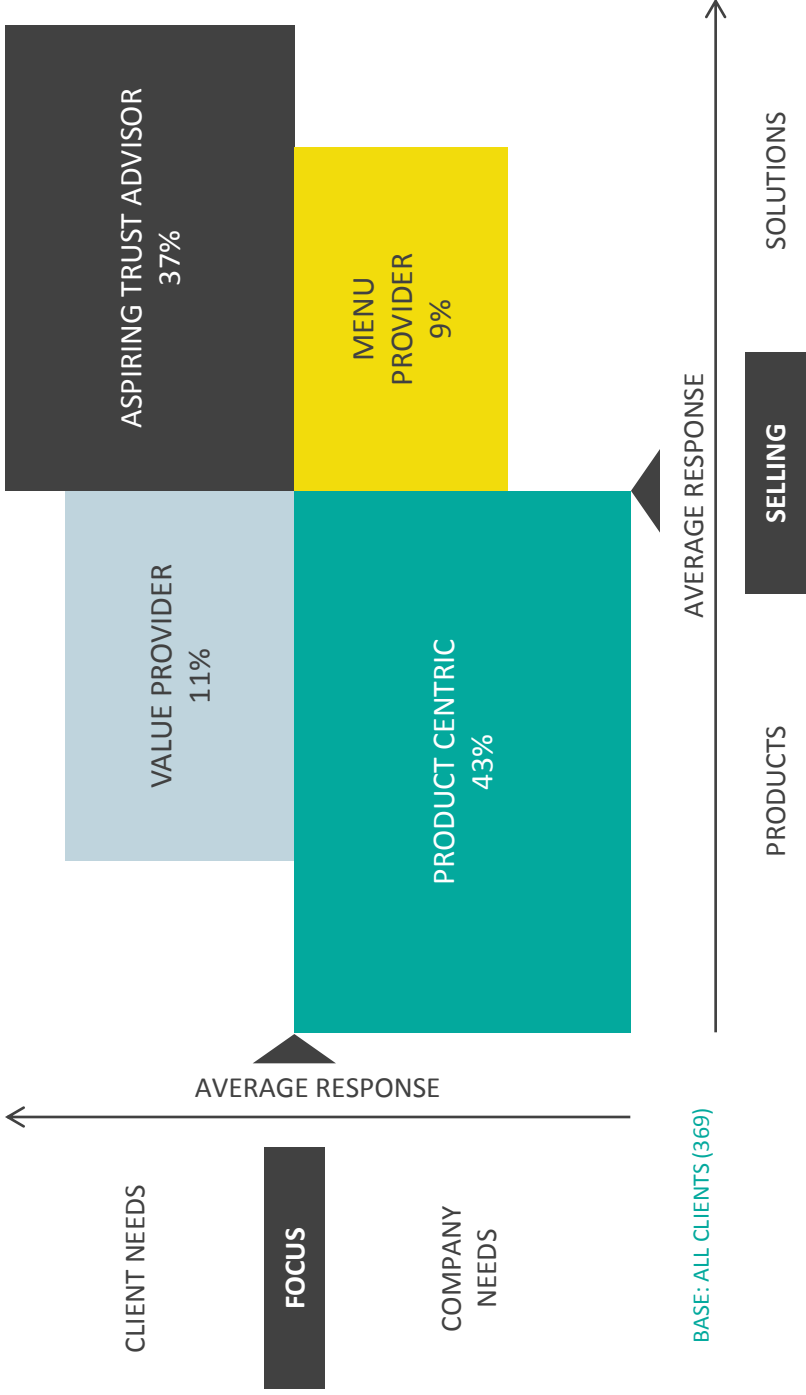 CLIENT NEEDS
FOCUS
COMPANY
NEEDS
AVERAGE RESPONSE
VALUE PROVIDER
11%
ASPIRING TRUST ADVISOR
37%
PRODUCT CENTRIC
43%
MENU
PROVIDER
9%
AVERAGE RESPONSE
BASE: ALL CLIENTS (369)
PRODUCTS
SELLING
SOLUTIONS